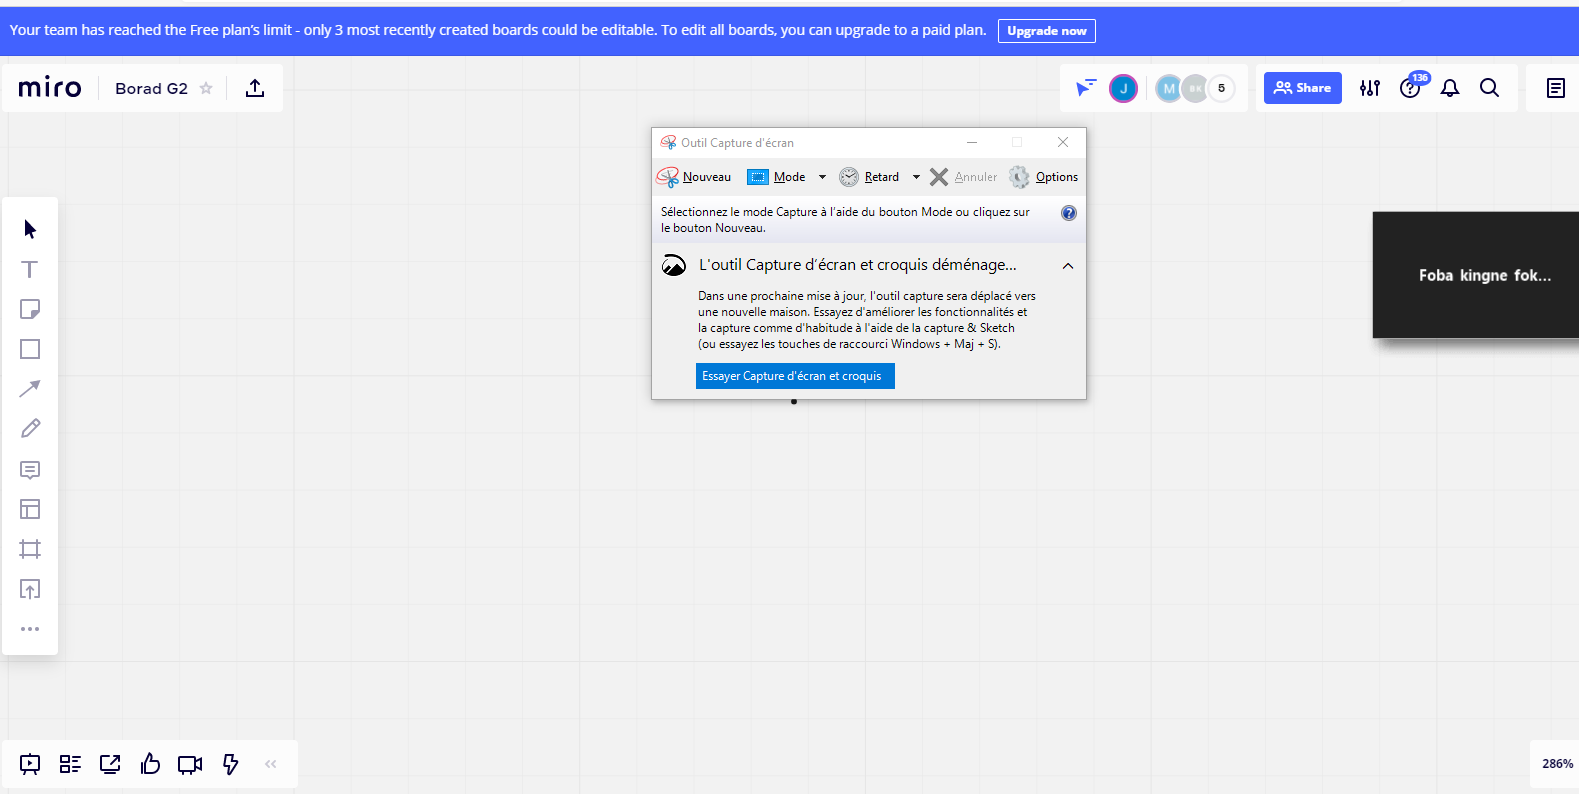 Your team has reached the Free plan's limit - only 3 most recently created boards could be editable. To edit all boards, you can upgrade to a paid plan. Upgrade now
miro Borad G2
J M BK 5 Share 136
Outil Capture d'écran
Nouveau Mode Retard Annuler Options
Sélectionnez le mode Capture à l'aide du bouton Mode ou cliquez sur
le bouton Nouveau.
?
L'outil Capture d'écran et croquis déménage...
Dans une prochaine mise à jour, l'outil capture sera déplacé vers
une nouvelle maison. Essayez d'améliorer les fonctionnalités et
la capture comme d'habitude à l'aide de la capture & Sketch
(ou essayez les touches de raccourci Windows + Maj + S).
Essayer Capture d'écran et croquis
Foba kingne fok...
286%